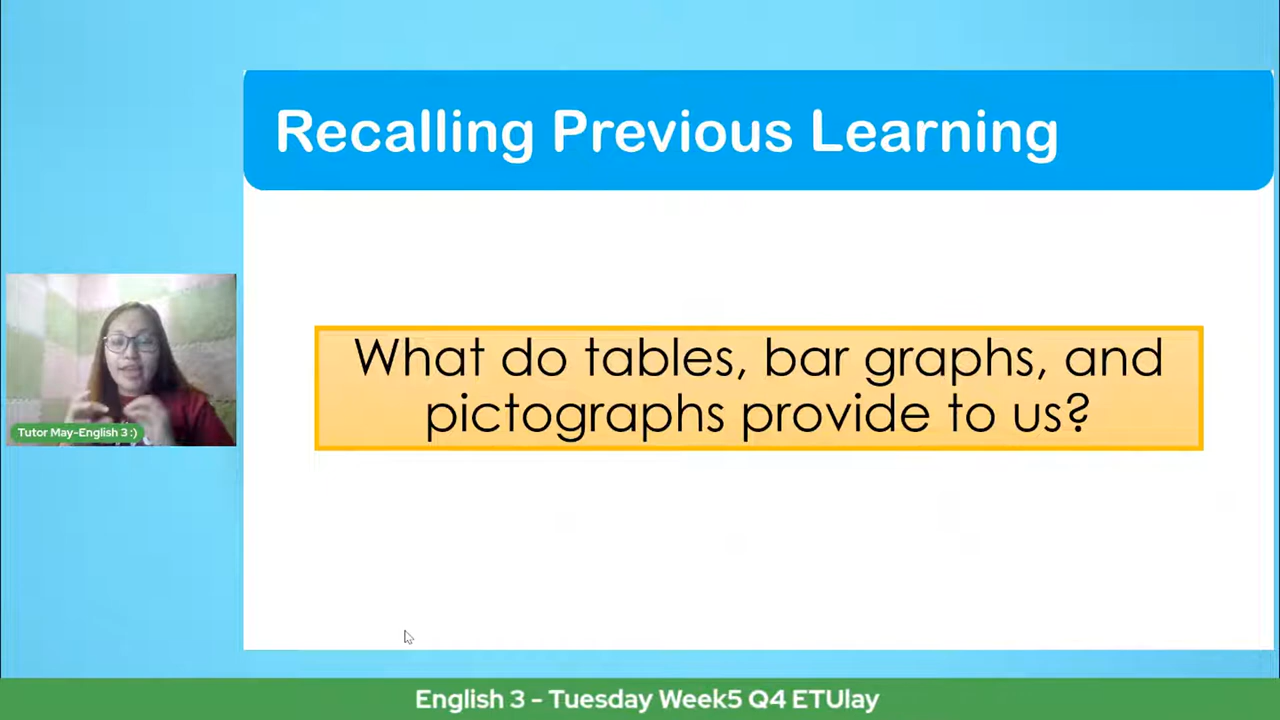 Recalling Previous Learning
What do tables, bar graphs, and
pictographs provide to us?
Tutor May-English 3 :)
English 3 - Tuesday Week5 Q4 ETUlay